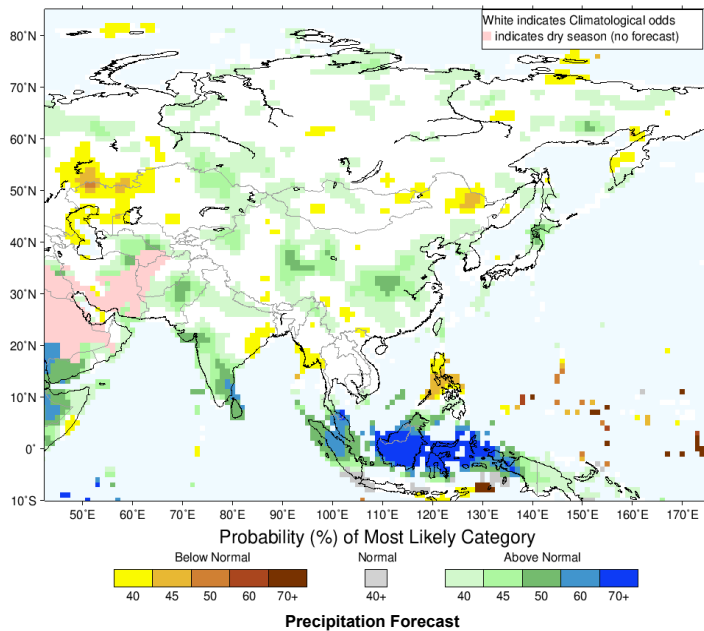 White indicates Climatological odds
indicates dry season (no forecast)
80˚N
70˚N
60˚N
50˚N
40˚N
30˚N
20˚N
10˚N
0˚
10˚S
50˚E 60˚E 70˚E 80˚E 90˚E 100˚E 110˚E 120˚E 130˚E 140˚E 150˚E 160˚E 170˚E
Probability (%) of Most Likely Category
Below Normal Normal Above Normal
40 45 50 60 70+ 40+ 40 45 50 60 70+
Precipitation Forecast